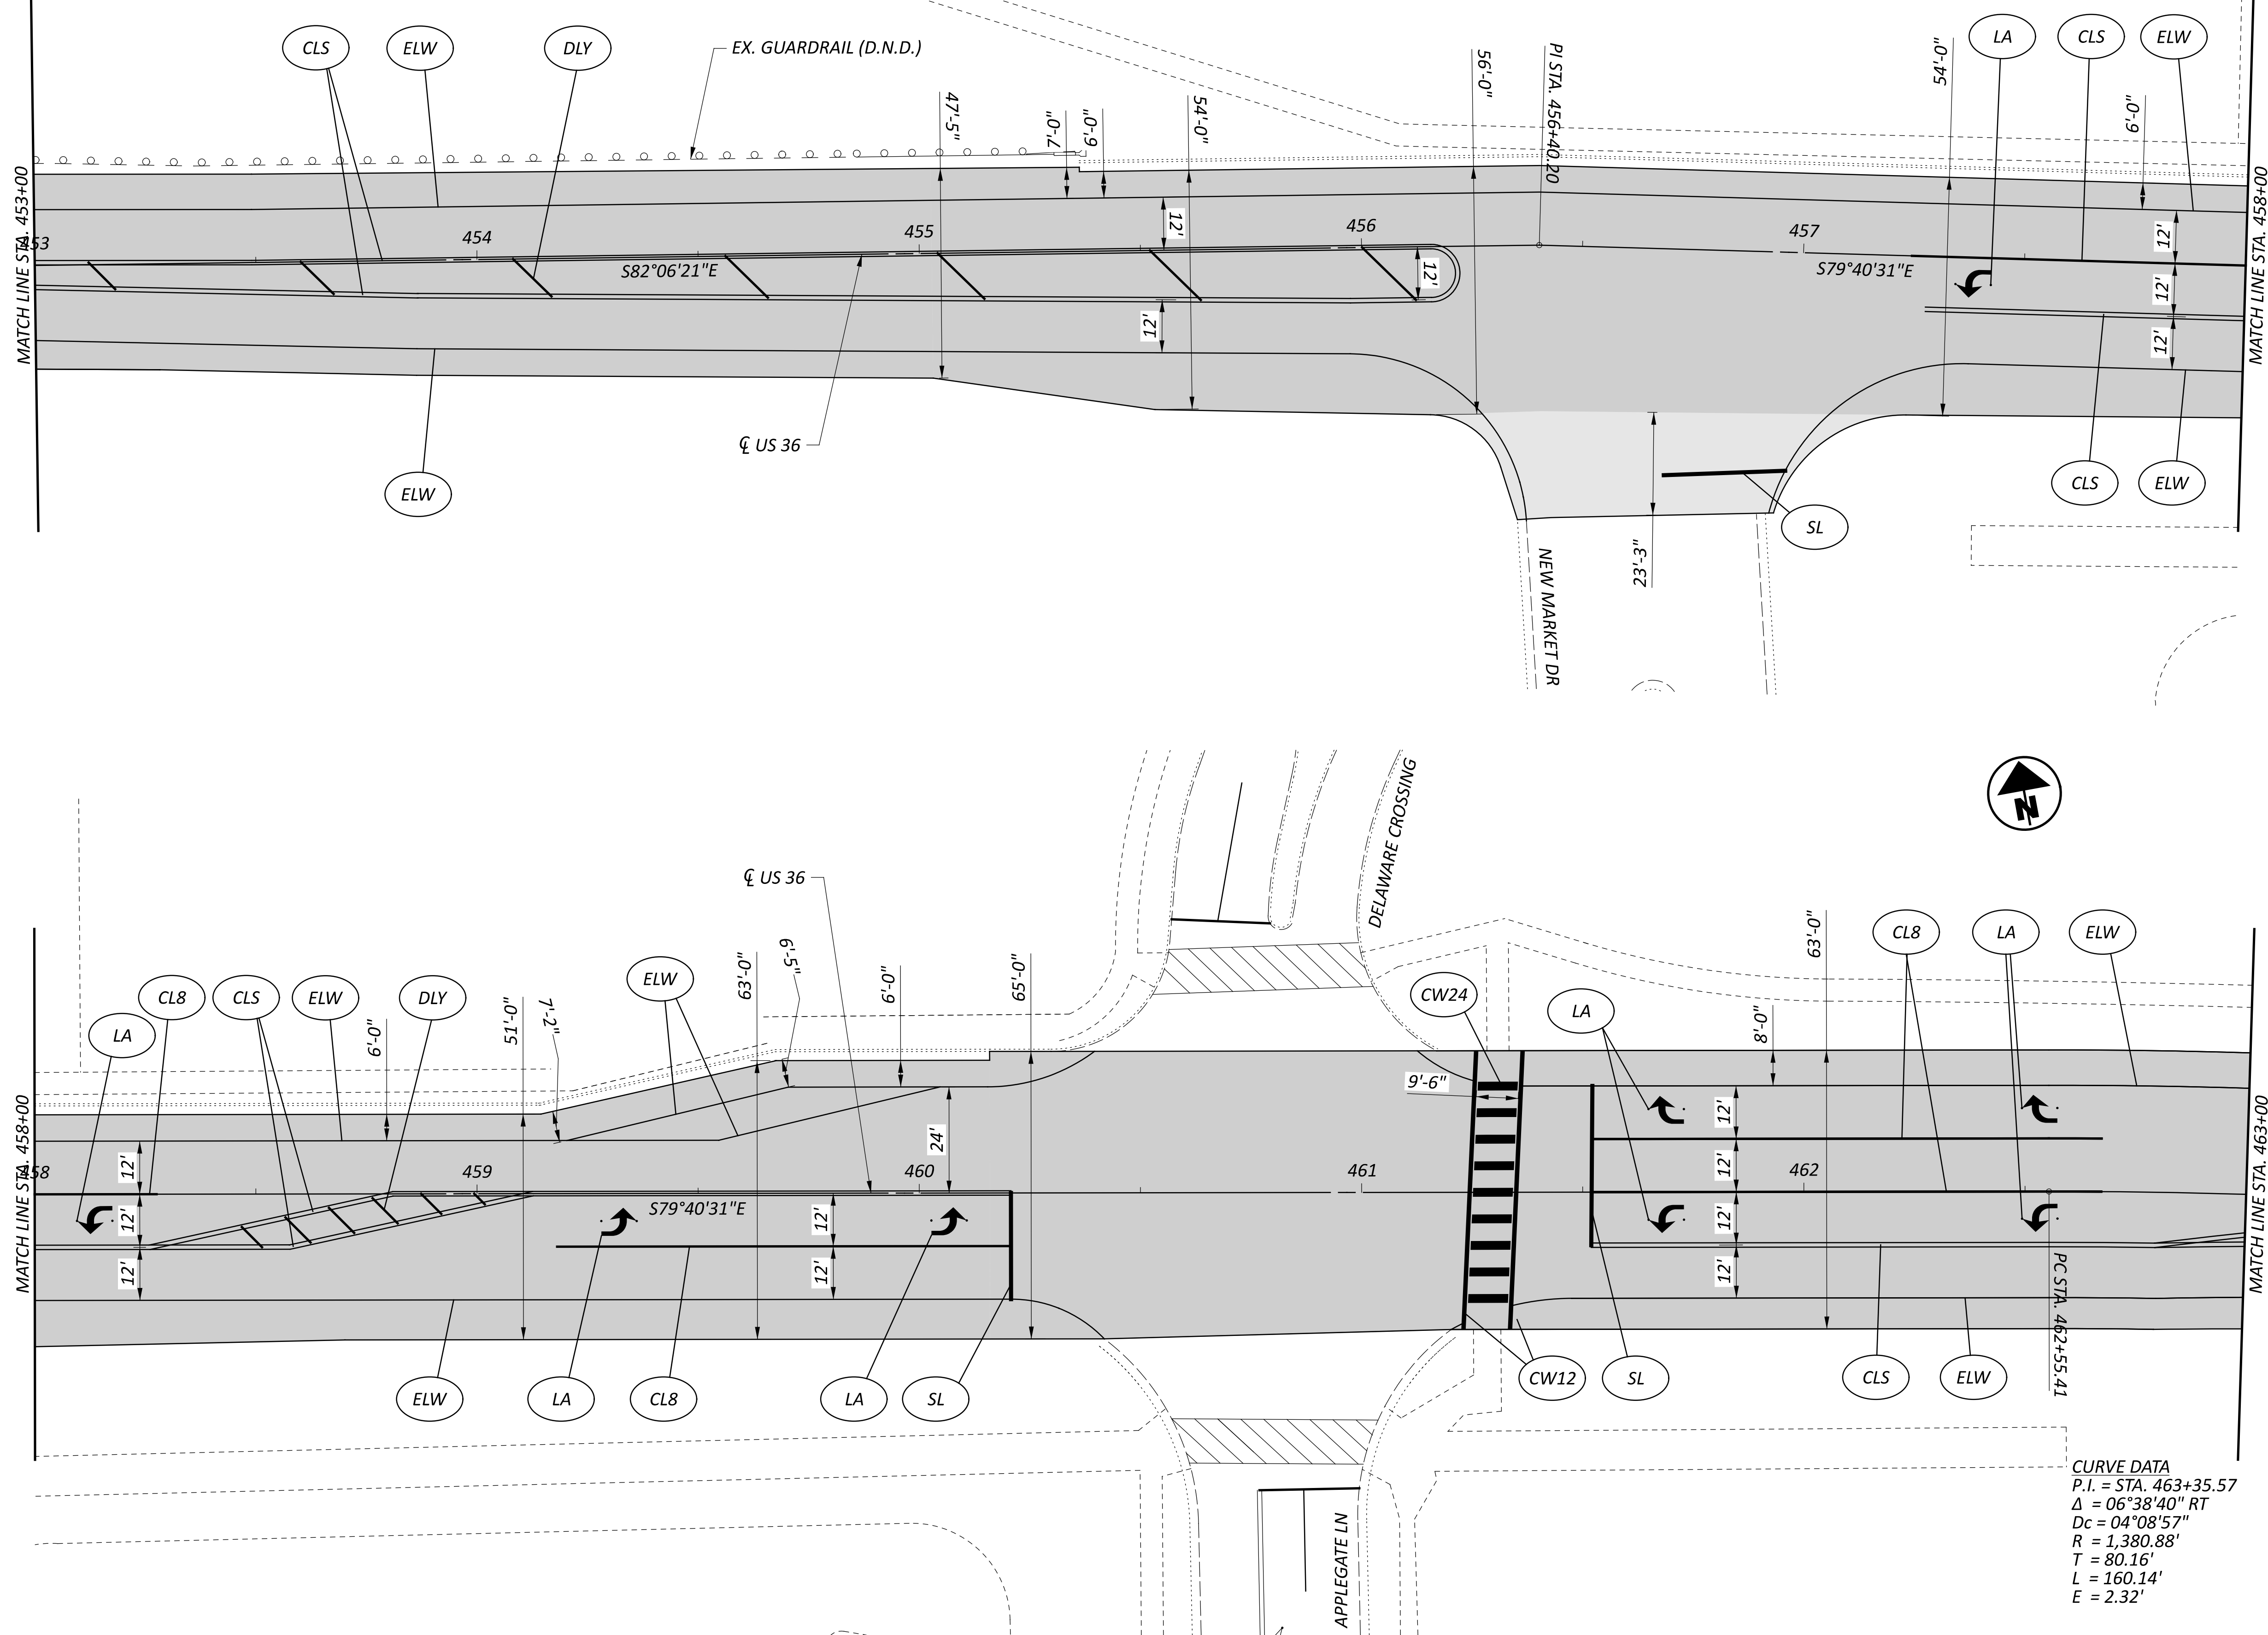 CLS
ELW
DLY
EX. GUARDRAIL (D.N.D.)
LA
CLS
ELW
47'-5"
7'-0"
6'-0"
54'-0"
56'-0"
PI STA. 456+40.20
54'-0"
6'-0"
MATCH LINE STA. 453+00
453
454
455
456
457
12'
12'
12'
12'
12'
12'
S82°06'21"E
S79°40'31"E
MATCH LINE STA. 458+00
℄ US 36
ELW
CLS
ELW
SL
23'-3"
NEW MARKET DR
N
DELAWARE CROSSING
℄ US 36
LA
CL8
CLS
ELW
DLY
ELW
6'-0"
51'-0"
7'-2"
63'-0"
6'-5"
6'-0"
65'-0"
CW24
LA
CL8
LA
ELW
63'-0"
8'-0"
9'-6"
MATCH LINE STA. 458+00
458
459
460
461
462
12'
12'
12'
24'
12'
12'
12'
12'
12'
12'
S79°40'31"E
MATCH LINE STA. 463+00
PC STA. 462+55.41
ELW
LA
CL8
LA
SL
CW12
SL
CLS
ELW
APPLEGATE LN
CURVE DATA
P.I. = STA. 463+35.57
Δ = 06°38'40" RT
Dc = 04°08'57"
R = 1,380.88'
T = 80.16'
L = 160.14'
E = 2.32'